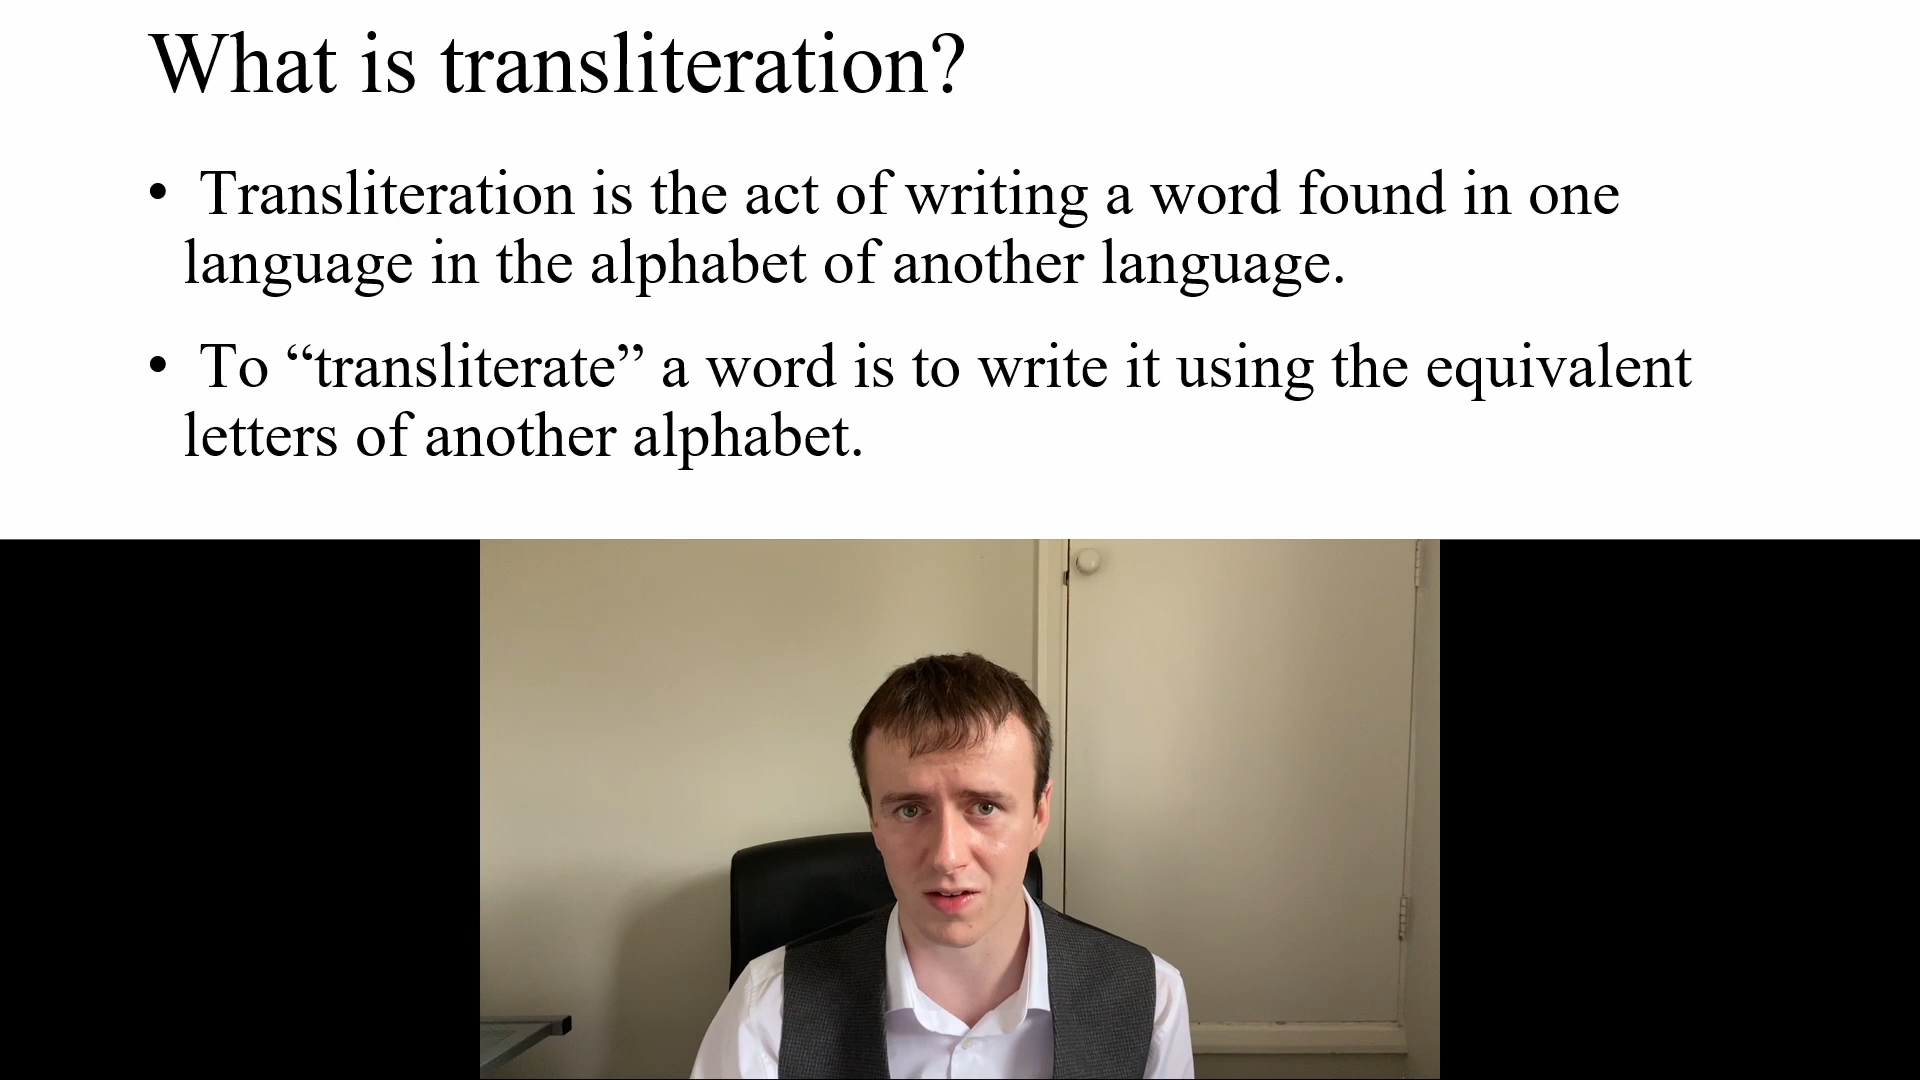 What is transliteration?
• Transliteration is the act of writing a word found in one
language in the alphabet of another language.
• To “transliterate” a word is to write it using the equivalent
letters of another alphabet.